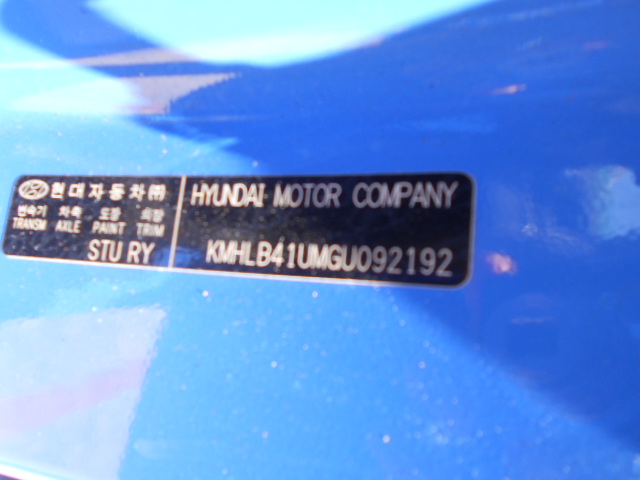 현대자동차(주)
변속기 차축 도장 외장
TRANSM AXLE PAINT TRIM
STU RY
HYUNDAI MOTOR COMPANY
KMHLB41UMGU092192